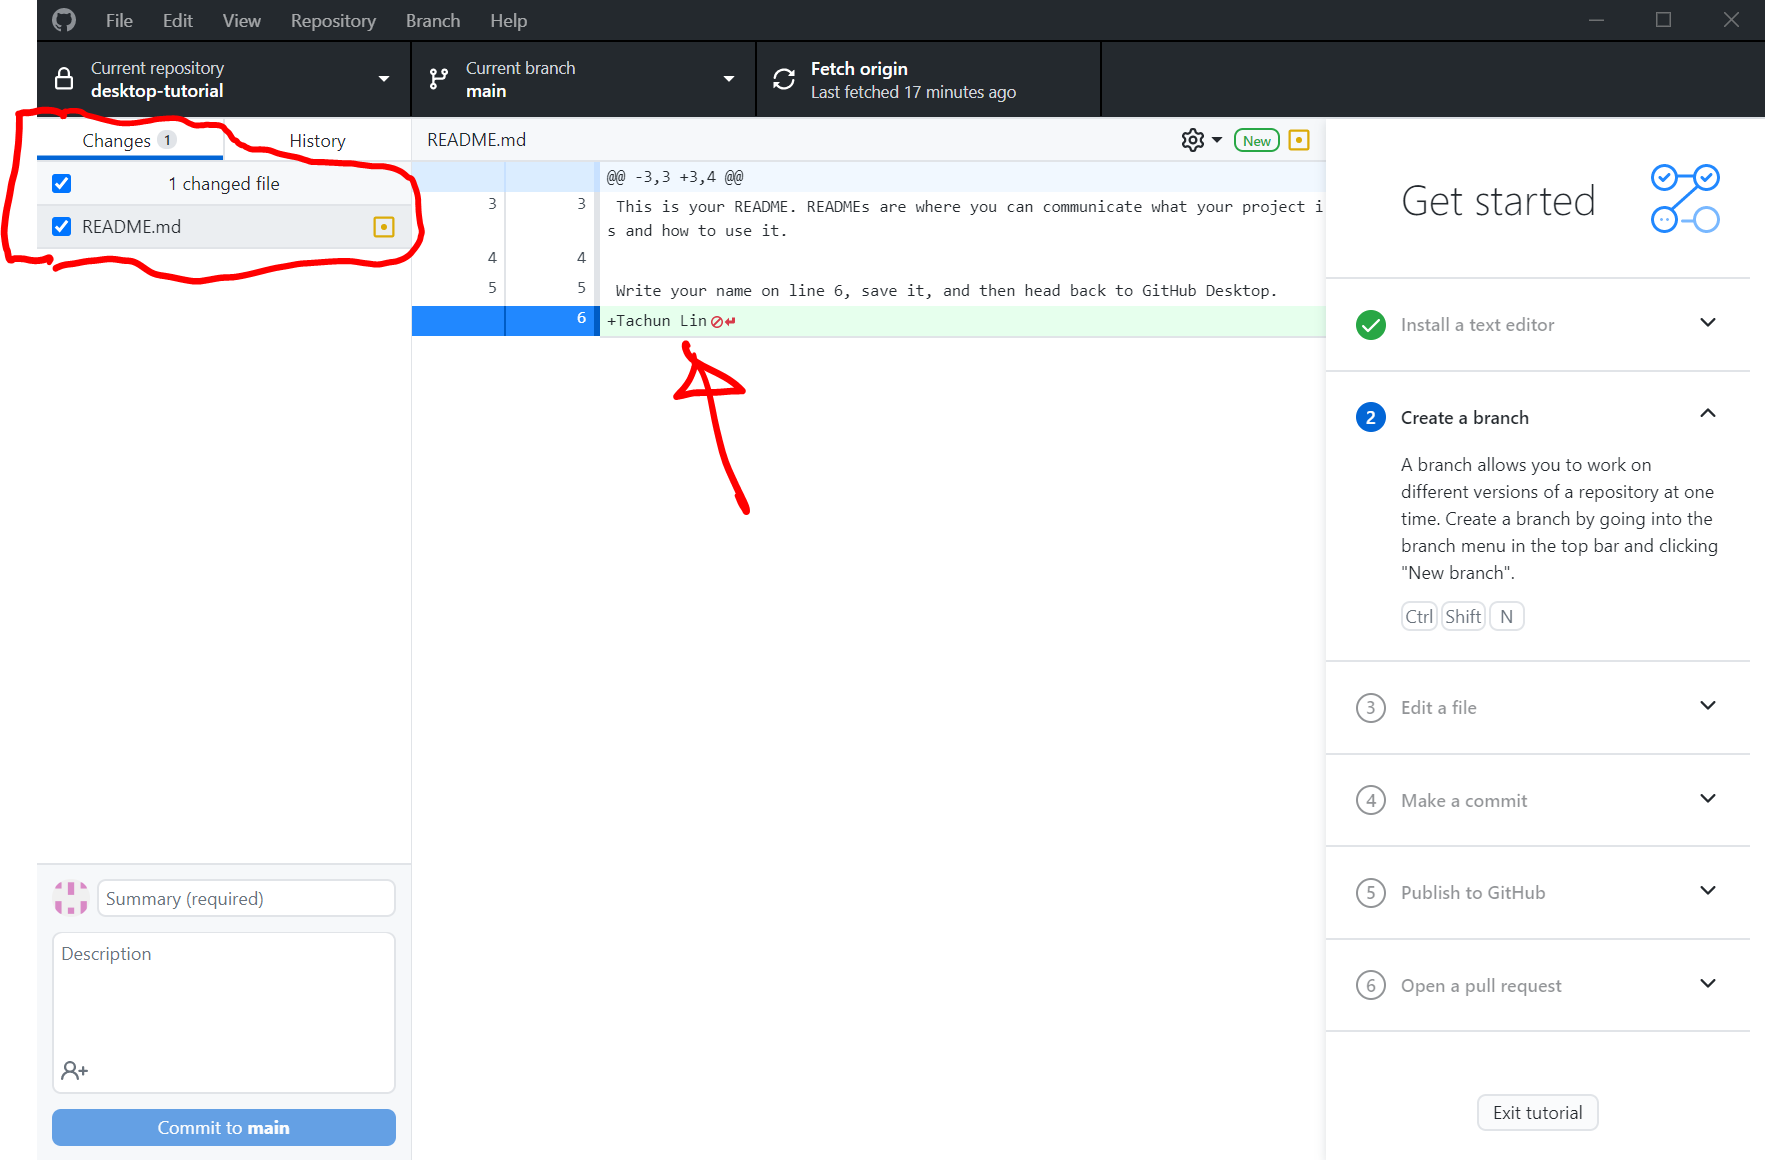 File Edit View Repository Branch Help
Current repository
desktop-tutorial
Current branch
main
Fetch origin
Last fetched 17 minutes ago
Changes 1
History
1 changed file
README.md
README.md
New
@@ -3,3 +3,4 @@
3 3 This is your README. READMEs are where you can communicate what your project i
s and how to use it.
4 4
5 5 Write your name on line 6, save it, and then head back to GitHub Desktop.
6 +Tachun Lin
Summary (required)
Description
Commit to main
Get started
Install a text editor
2 Create a branch
A branch allows you to work on
different versions of a repository at one
time. Create a branch by going into the
branch menu in the top bar and clicking
"New branch".
Ctrl Shift N
3 Edit a file
4 Make a commit
5 Publish to GitHub
6 Open a pull request
Exit tutorial